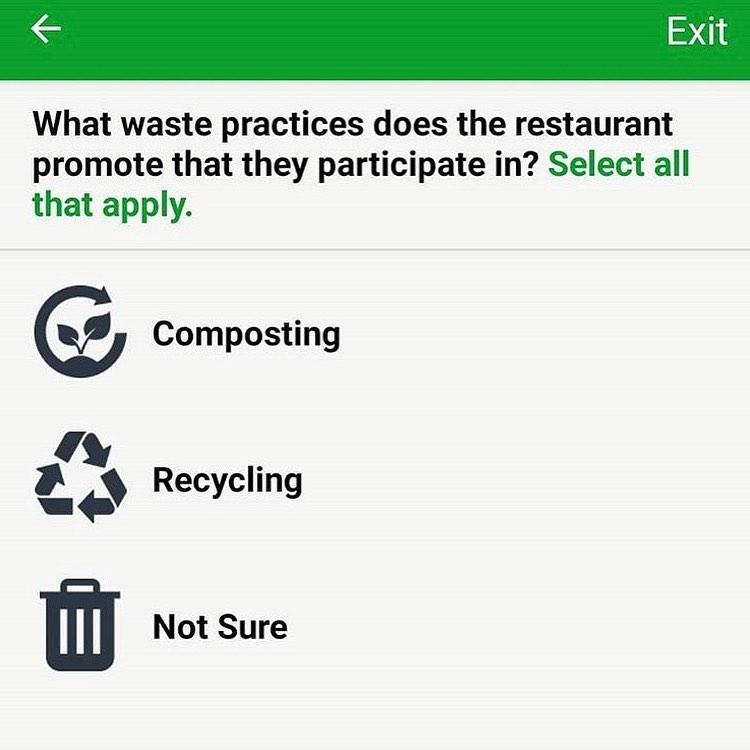 Exit
What waste practices does the restaurant
promote that they participate in? Select all
that apply.
Composting
Recycling
Not Sure